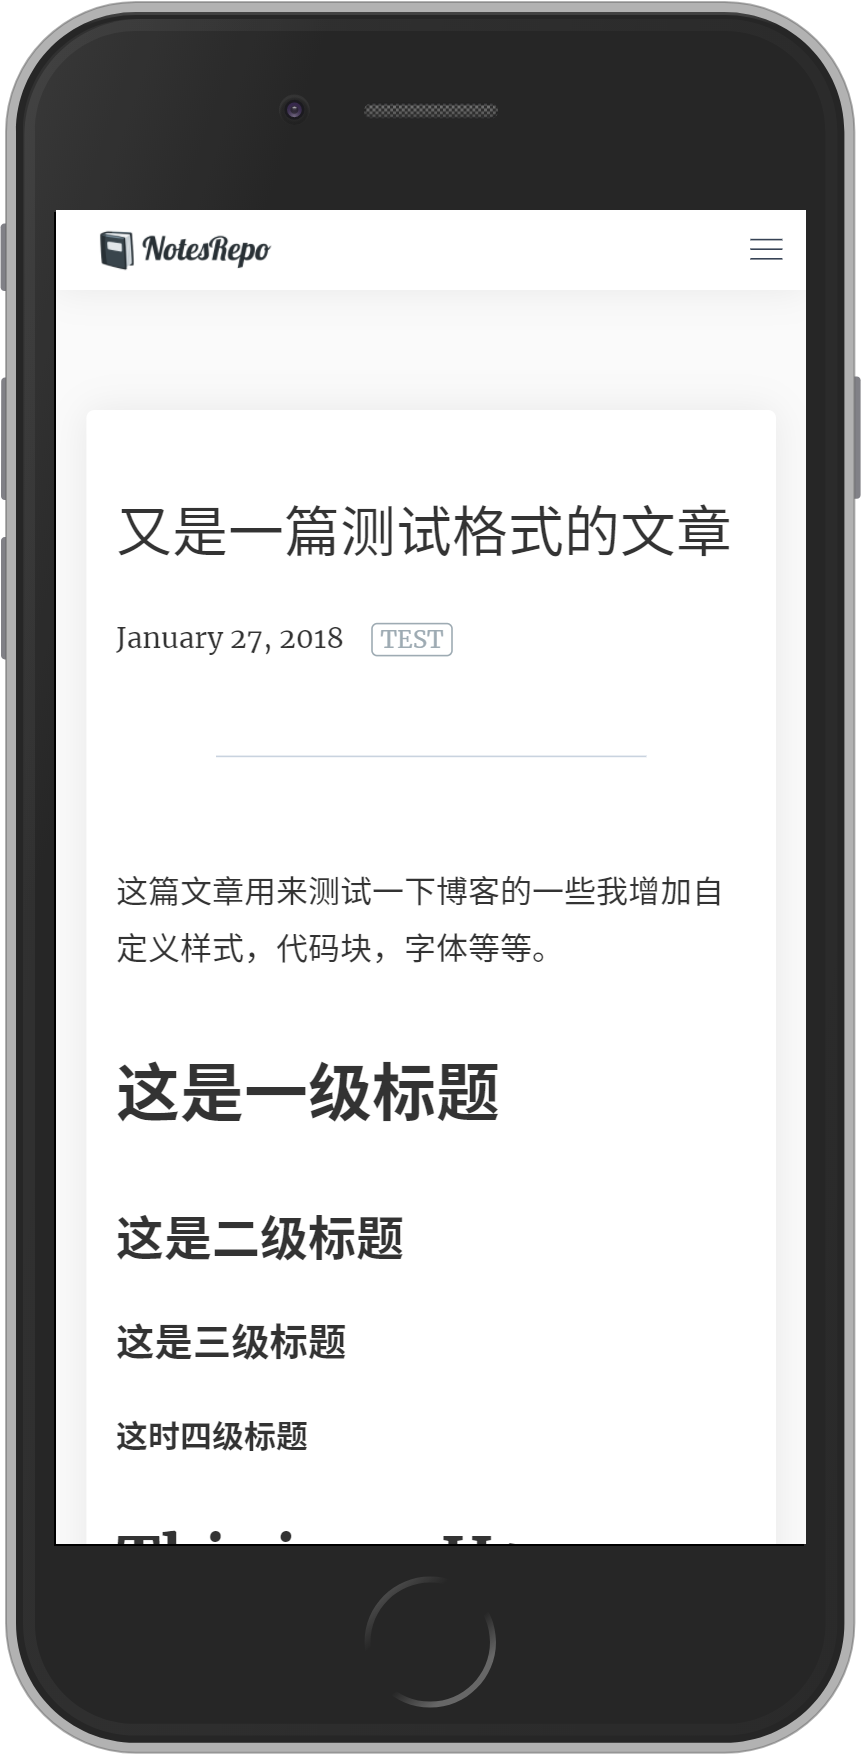 NotesRepo
又是一篇测试格式的文章
January 27, 2018 TEST
这篇文章用来测试一下博客的一些我增加自
定义样式，代码块，字体等等。
这是一级标题
这是二级标题
这是三级标题
这时四级标题